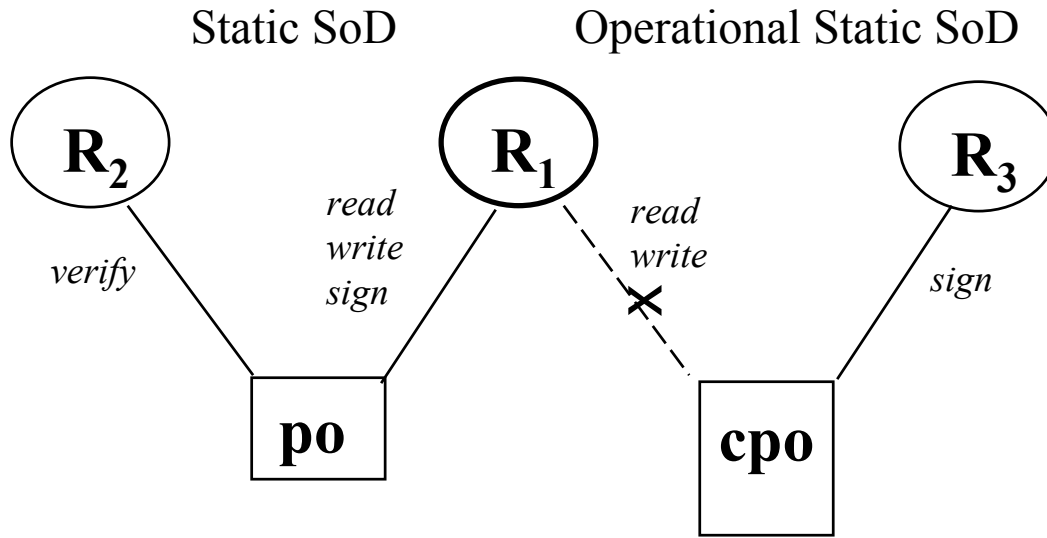 Static SoD
Operational Static SoD
R₂
R₁
R₃
verify
read
write
sign
read
write
X
sign
po
cpo